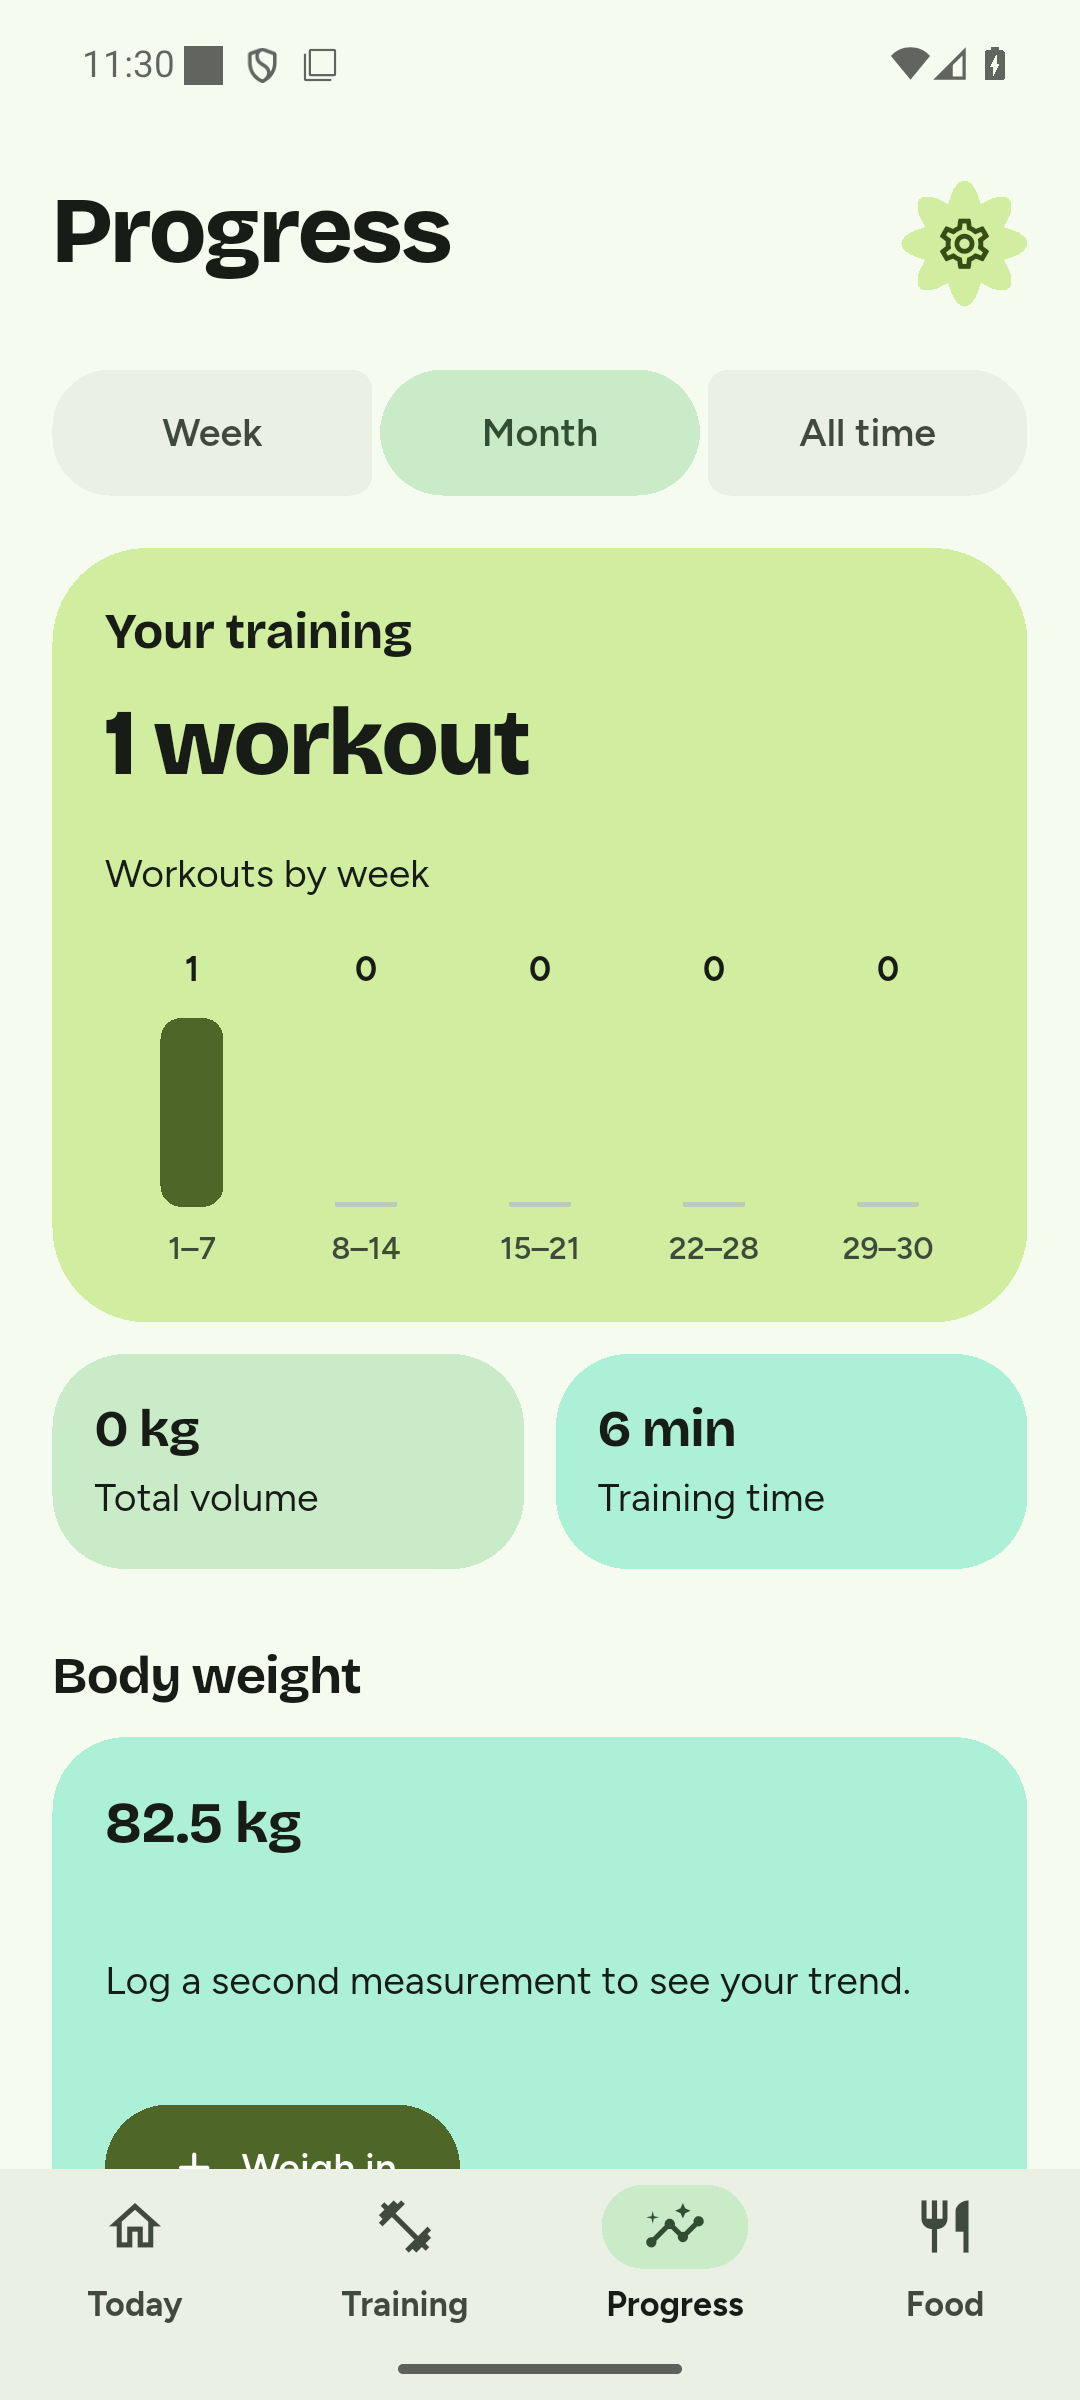 11:30
Progress
Week
Month
All time
Your training
1 workout
Workouts by week
1 0 0 0 0
1–7 8–14 15–21 22–28 29–30
0 kg
Total volume
6 min
Training time
Body weight
82.5 kg
Log a second measurement to see your trend.
+ Weigh in
Today
Training
Progress
Food